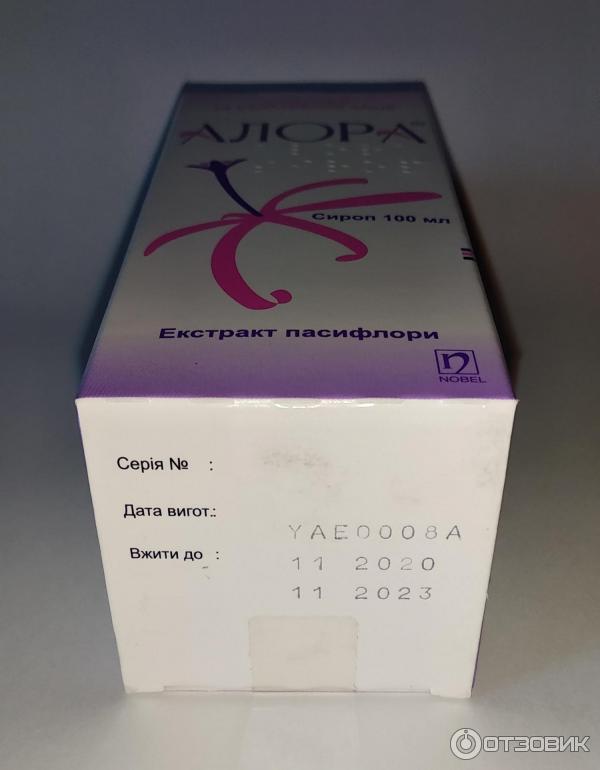 АЛОРА®
Сироп 100 мл
Екстракт пасифлори
NOBEL
Серія № :
Дата вигот.:
Вжити до :
YAE0008A
11 2020
11 2023
ОТЗОВИК